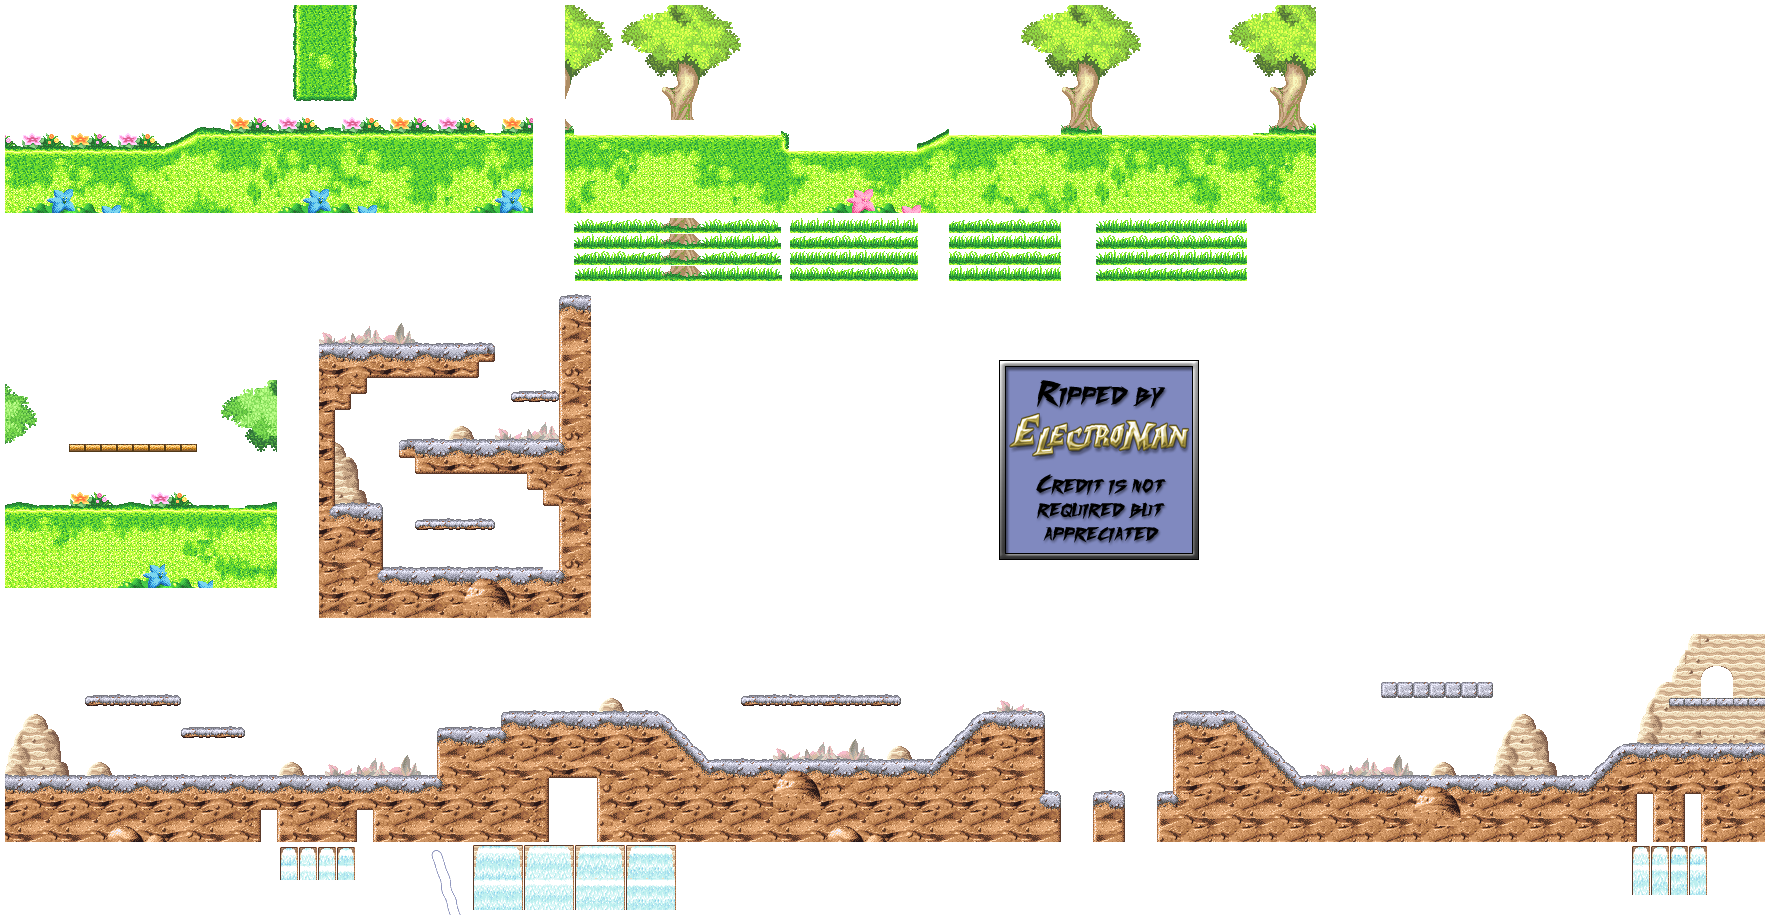 Ripped by
ElectroMan
Credit is not
required but
appreciated